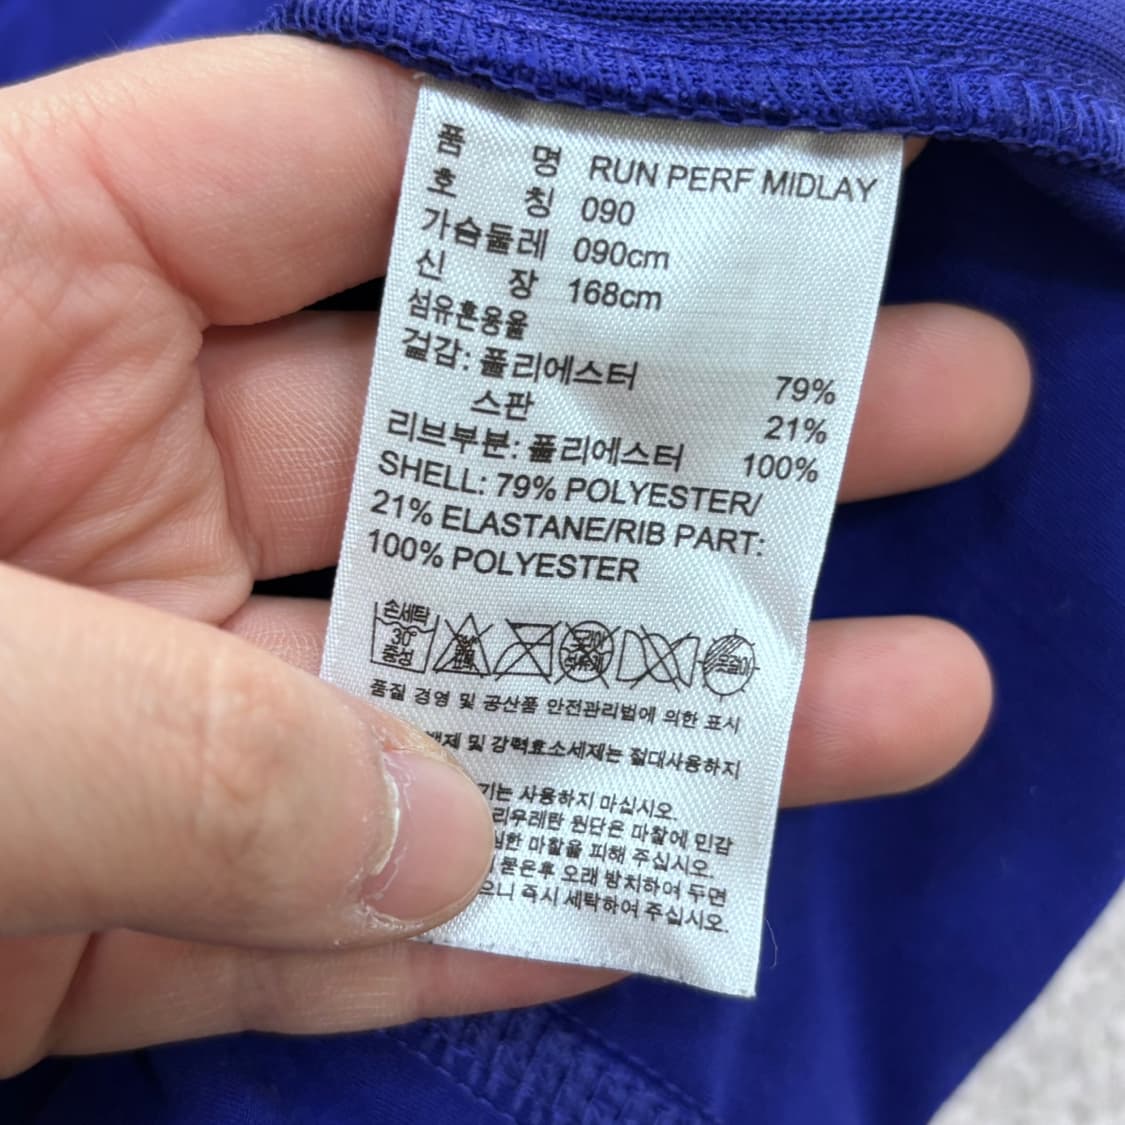 품 명 RUN PERF MIDLAY
호 칭 090
가슴둘레 090cm
신 장 168cm
섬유혼용율
겉감: 폴리에스터 79%
스판 21%
리브부분: 폴리에스터 100%
SHELL: 79% POLYESTER/
21% ELASTANE/RIB PART:
100% POLYESTER
손세탁
30°
중성
품질 경영 및 공산품 안전관리법에 의한 표시
및 강력효소세제는 절대사용하지
사용하지 마십시오.
원단은 마찰에 민감
마찰을 피해 주십시오.
묻은후 오래 방치하여 두면
즉시 세탁하여 주십시오.